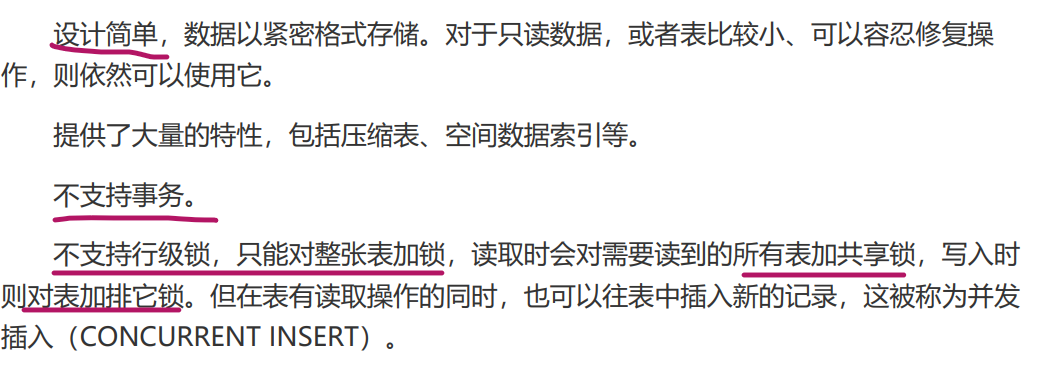 设计简单，数据以紧密格式存储。对于只读数据，或者表比较小、可以容忍修复操
作，则依然可以使用它。
提供了大量的特性，包括压缩表、空间数据索引等。
不支持事务。
不支持行级锁，只能对整张表加锁，读取时会对需要读到的所有表加共享锁，写入时
则对表加排它锁。但在表有读取操作的同时，也可以往表中插入新的记录，这被称为并发
插入（CONCURRENT INSERT）。